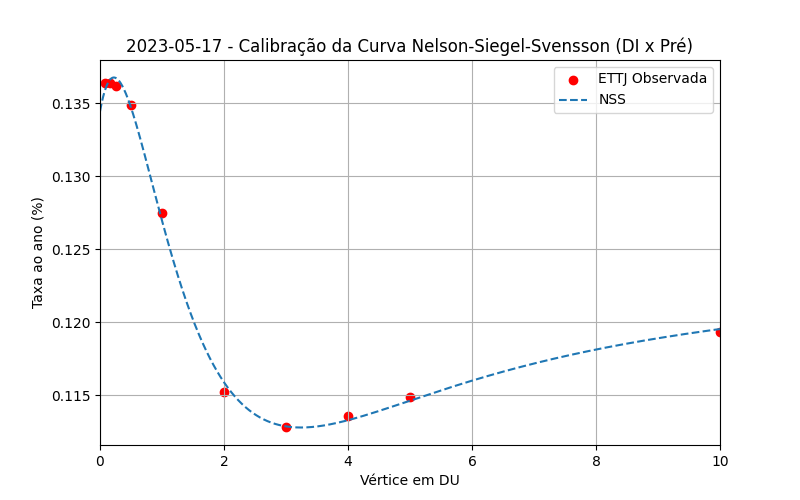 2023-05-17 - Calibração da Curva Nelson-Siegel-Svensson (DI x Pré)
ETTJ Observada
NSS
Taxa ao ano (%)
0.135
0.130
0.125
0.120
0.115
0
2
4
6
8
10
Vértice em DU